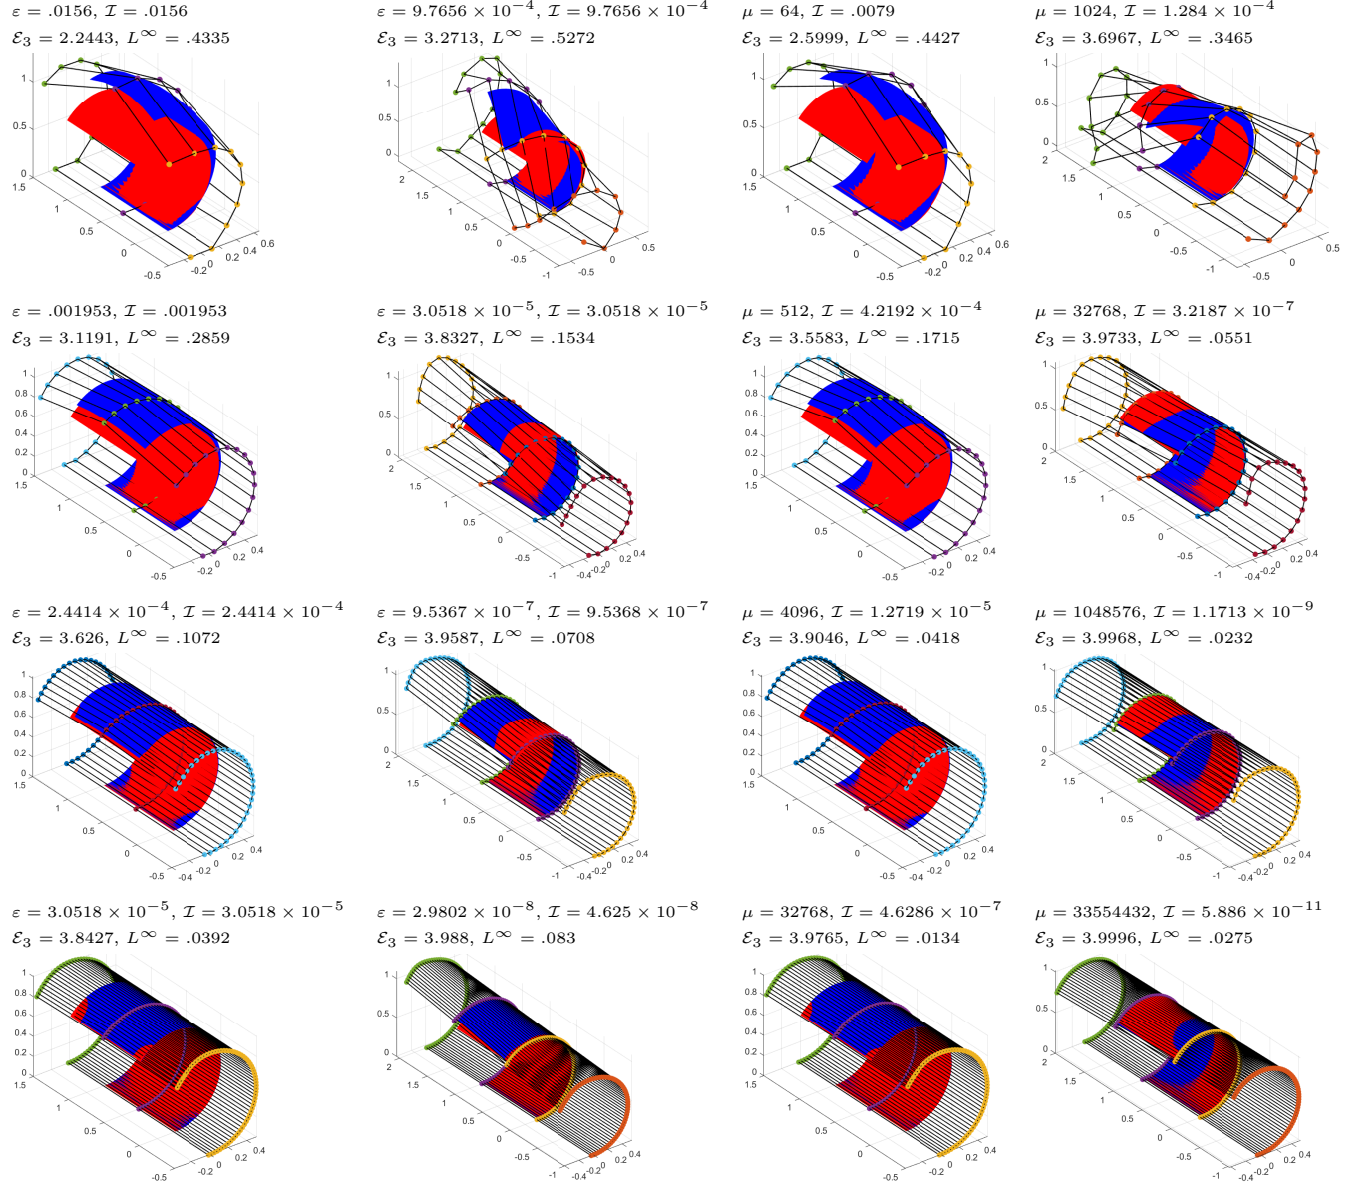 ε = .0156, I = .0156
ℰ₃ = 2.2443, L^∞ = .4335
ε = 9.7656 × 10⁻⁴, I = 9.7656 × 10⁻⁴
ℰ₃ = 3.2713, L^∞ = .5272
μ = 64, I = .0079
ℰ₃ = 2.5999, L^∞ = .4427
μ = 1024, I = 1.284 × 10⁻⁴
ℰ₃ = 3.6967, L^∞ = .3465
ε = .001953, I = .001953
ℰ₃ = 3.1191, L^∞ = .2859
ε = 3.0518 × 10⁻⁵, I = 3.0518 × 10⁻⁵
ℰ₃ = 3.8327, L^∞ = .1534
μ = 512, I = 4.2192 × 10⁻⁴
ℰ₃ = 3.5583, L^∞ = .1715
μ = 32768, I = 3.2187 × 10⁻⁷
ℰ₃ = 3.9733, L^∞ = .0551
ε = 2.4414 × 10⁻⁴, I = 2.4414 × 10⁻⁴
ℰ₃ = 3.626, L^∞ = .1072
ε = 9.5367 × 10⁻⁷, I = 9.5368 × 10⁻⁷
ℰ₃ = 3.9587, L^∞ = .0708
μ = 4096, I = 1.2719 × 10⁻⁵
ℰ₃ = 3.9046, L^∞ = .0418
μ = 1048576, I = 1.1713 × 10⁻⁹
ℰ₃ = 3.9968, L^∞ = .0232
ε = 3.0518 × 10⁻⁵, I = 3.0518 × 10⁻⁵
ℰ₃ = 3.8427, L^∞ = .0392
ε = 2.9802 × 10⁻⁸, I = 4.625 × 10⁻⁸
ℰ₃ = 3.988, L^∞ = .083
μ = 32768, I = 4.6286 × 10⁻⁷
ℰ₃ = 3.9765, L^∞ = .0134
μ = 33554432, I = 5.886 × 10⁻¹¹
ℰ₃ = 3.9996, L^∞ = .0275